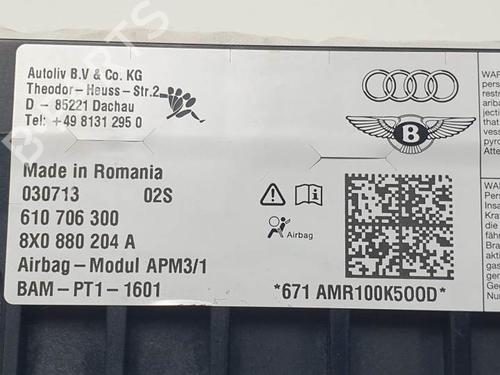 Autoliv B.V & Co. KG
Theodor-Heuss-Str.2
D - 85221 Dachau
Tel: +49 8131 295 0
B
Made in Romania
030713 02S
610 706 300
8X0 880 204 A
Airbag
Airbag-Modul APM3/1
BAM-PT1-1601
*671 AMR100K5OOD*